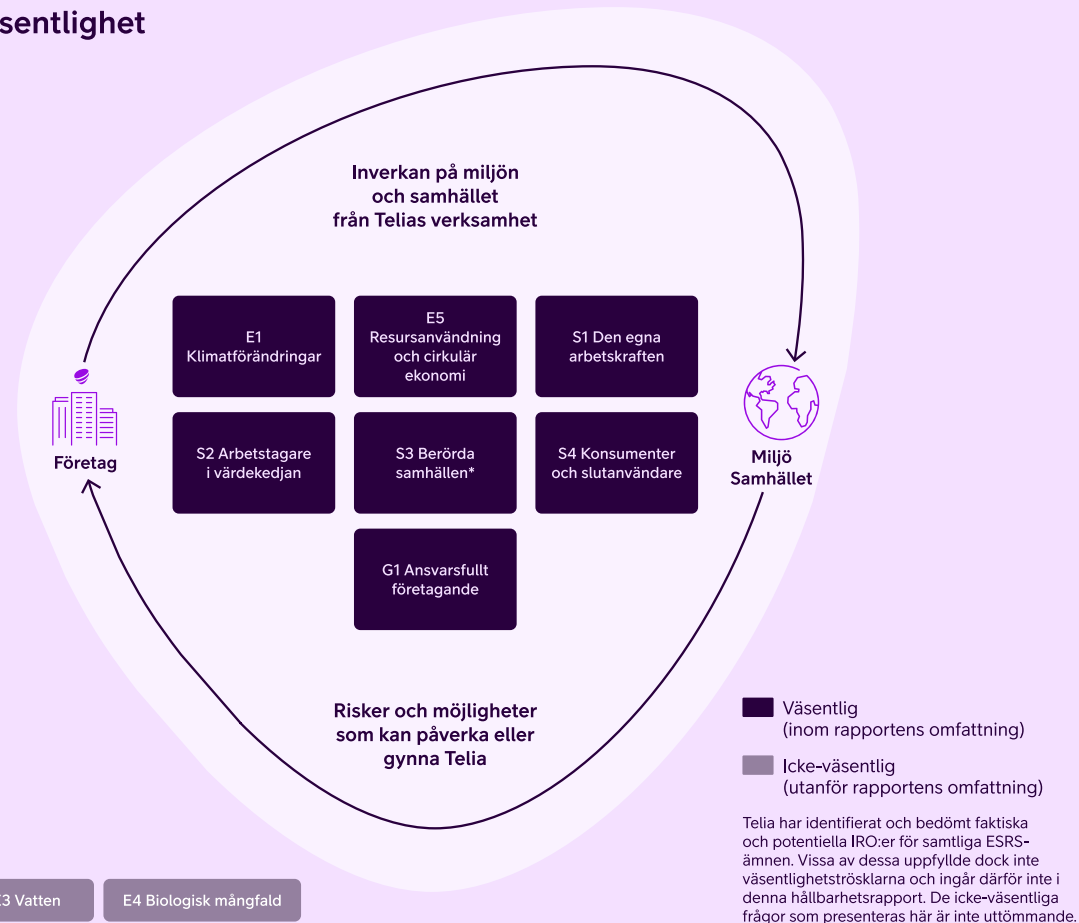 sentlighet
Inverkan på miljön
och samhället
från Telias verksamhet
E1
Klimatförändringar
E5
Resursanvändning
och cirkulär
ekonomi
S1 Den egna
arbetskraften
Företag
S2 Arbetstagare
i värdekedjan
S3 Berörda
samhällen*
S4 Konsumenter
och slutanvändare
Miljö
Samhället
G1 Ansvarsfullt
företagande
Risker och möjligheter
som kan påverka eller
gynna Telia
Väsentlig
(inom rapportens omfattning)
Icke-väsentlig
(utanför rapportens omfattning)
Telia har identifierat och bedömt faktiska
och potentiella IRO:er för samtliga ESRS-
ämnen. Vissa av dessa uppfyllde dock inte
väsentlighetströsklarna och ingår därför inte i
denna hållbarhetsrapport. De icke-väsentliga
frågor som presenteras här är inte uttömmande.
E3 Vatten
E4 Biologisk mångfald